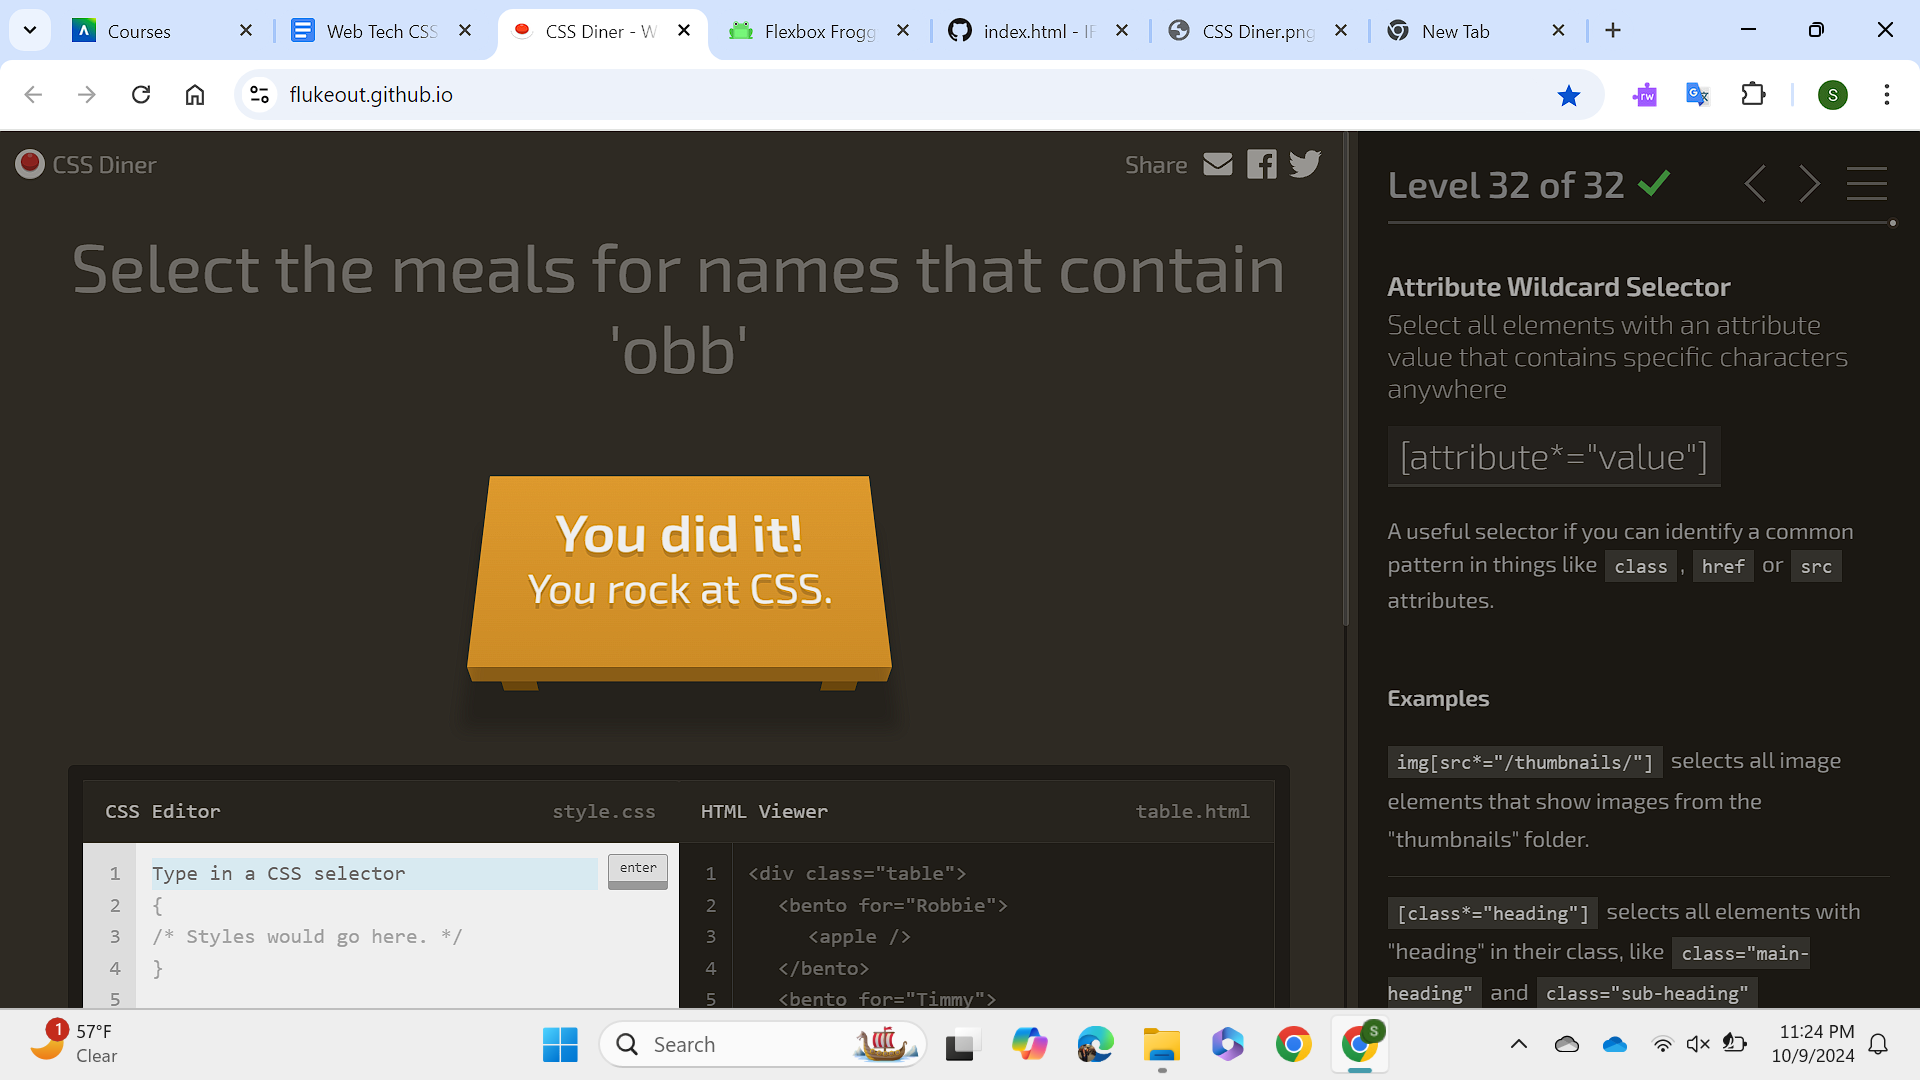 Courses
Web Tech CSS
CSS Diner - W
Flexbox Frogg
index.html - IF
CSS Diner.png
New Tab
flukeout.github.io
rw
S
CSS Diner
Share
Level 32 of 32
Select the meals for names that contain
'obb'
You did it!
You rock at CSS.
CSS Editor
style.css
HTML Viewer
table.html
1
Type in a CSS selector
enter
2
{
3
/* Styles would go here. */
4
}
5
1
<div class="table">
2
<bento for="Robbie">
3
<apple />
4
</bento>
5
<bento for="Timmy">
Attribute Wildcard Selector
Select all elements with an attribute
value that contains specific characters
anywhere
[attribute*="value"]
A useful selector if you can identify a common
pattern in things like class , href or src
attributes.
Examples
img[src*="/thumbnails/"] selects all image
elements that show images from the
"thumbnails" folder.
[class*="heading"] selects all elements with
"heading" in their class, like class="main-
heading" and class="sub-heading"
1
57°F
Clear
Search
S
11:24 PM
10/9/2024